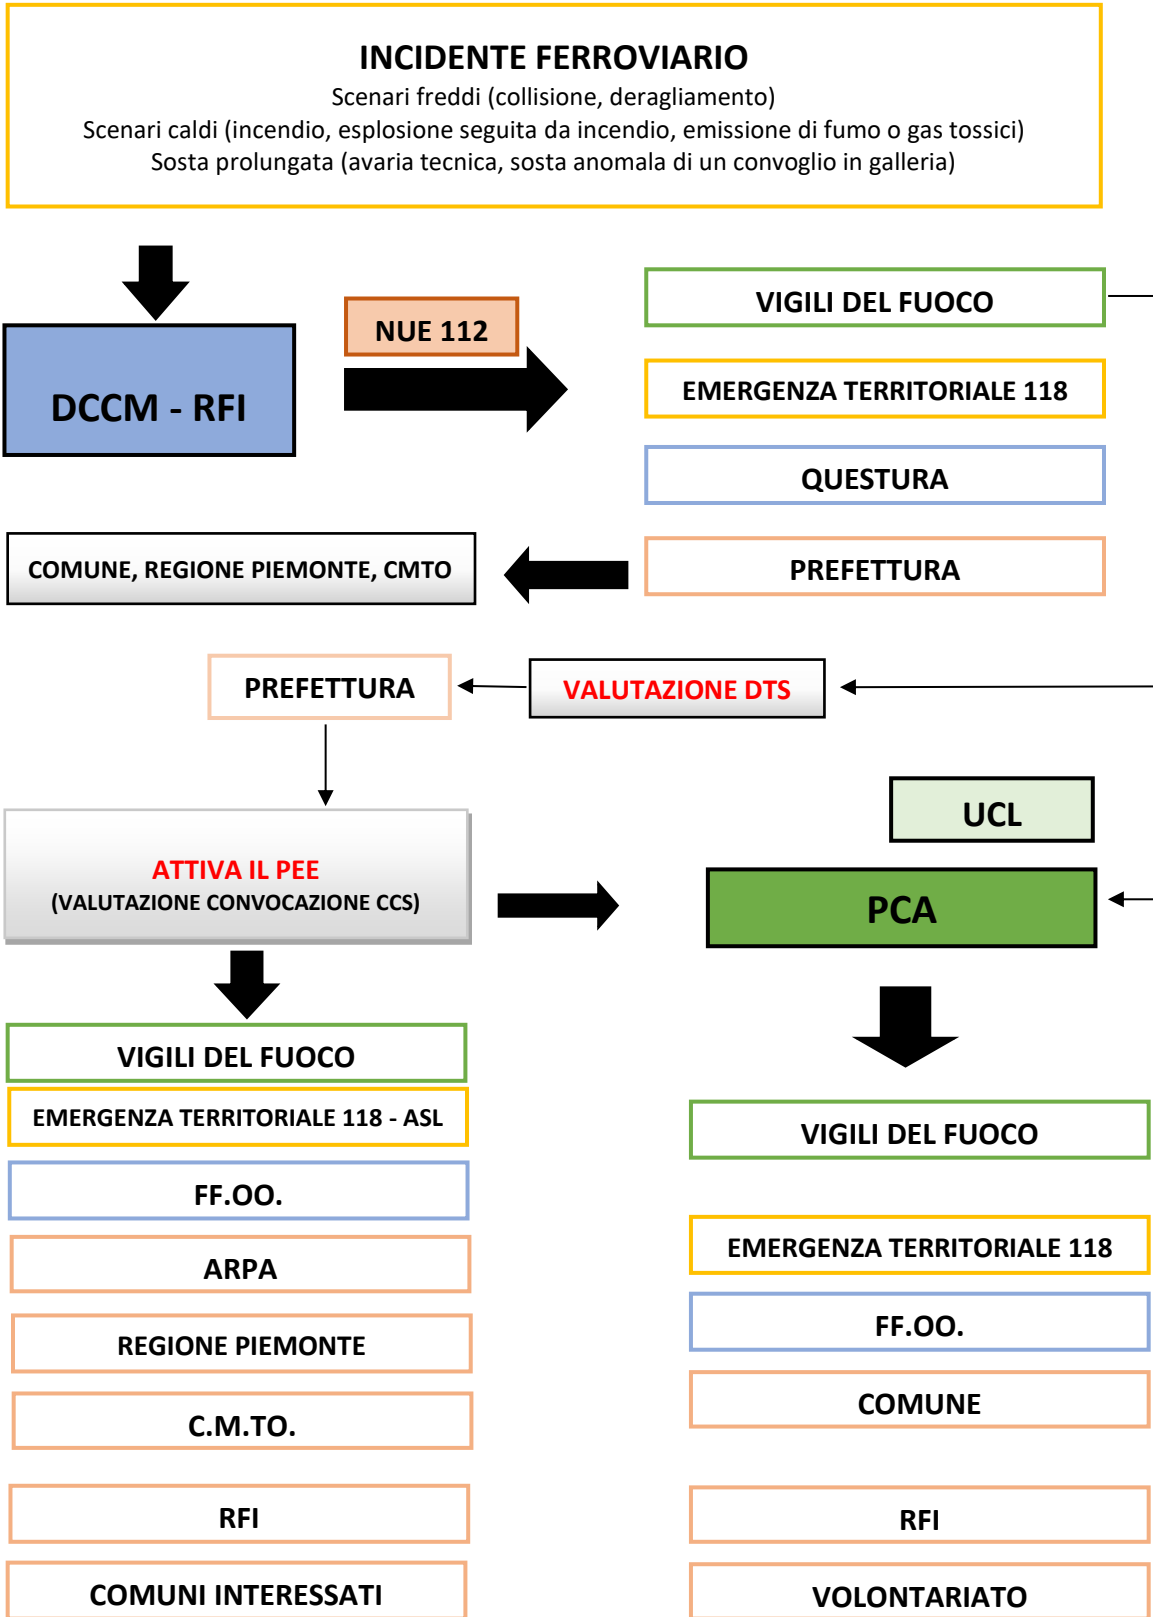 INCIDENTE FERROVIARIO
Scenari freddi (collisione, deragliamento)
Scenari caldi (incendio, esplosione seguita da incendio, emissione di fumo o gas tossici)
Sosta prolungata (avaria tecnica, sosta anomala di un convoglio in galleria)
DCCM - RFI
NUE 112
VIGILI DEL FUOCO
EMERGENZA TERRITORIALE 118
QUESTURA
PREFETTURA
COMUNE, REGIONE PIEMONTE, CMTO
PREFETTURA
VALUTAZIONE DTS
ATTIVA IL PEE
(VALUTAZIONE CONVOCAZIONE CCS)
UCL
PCA
VIGILI DEL FUOCO
EMERGENZA TERRITORIALE 118 - ASL
FF.OO.
ARPA
REGIONE PIEMONTE
C.M.TO.
RFI
COMUNI INTERESSATI
VIGILI DEL FUOCO
EMERGENZA TERRITORIALE 118
FF.OO.
COMUNE
RFI
VOLONTARIATO